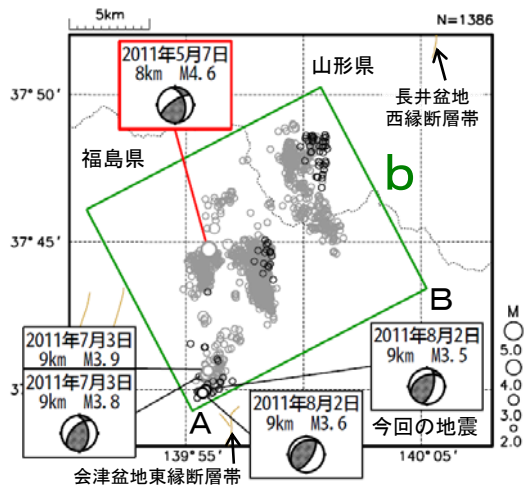 5km
N=1386
2011年5月7日
8km M4.6
山形県
長井盆地
西縁断層帯
37°50'
福島県
b
37°45'
B
M
5.0
4.0
3.0
2.0
2011年7月3日
9km M3.9
2011年7月3日
9km M3.8
2011年8月2日
9km M3.5
2011年8月2日
9km M3.6
今回の地震
A
139°55'
140°05'
会津盆地東縁断層帯